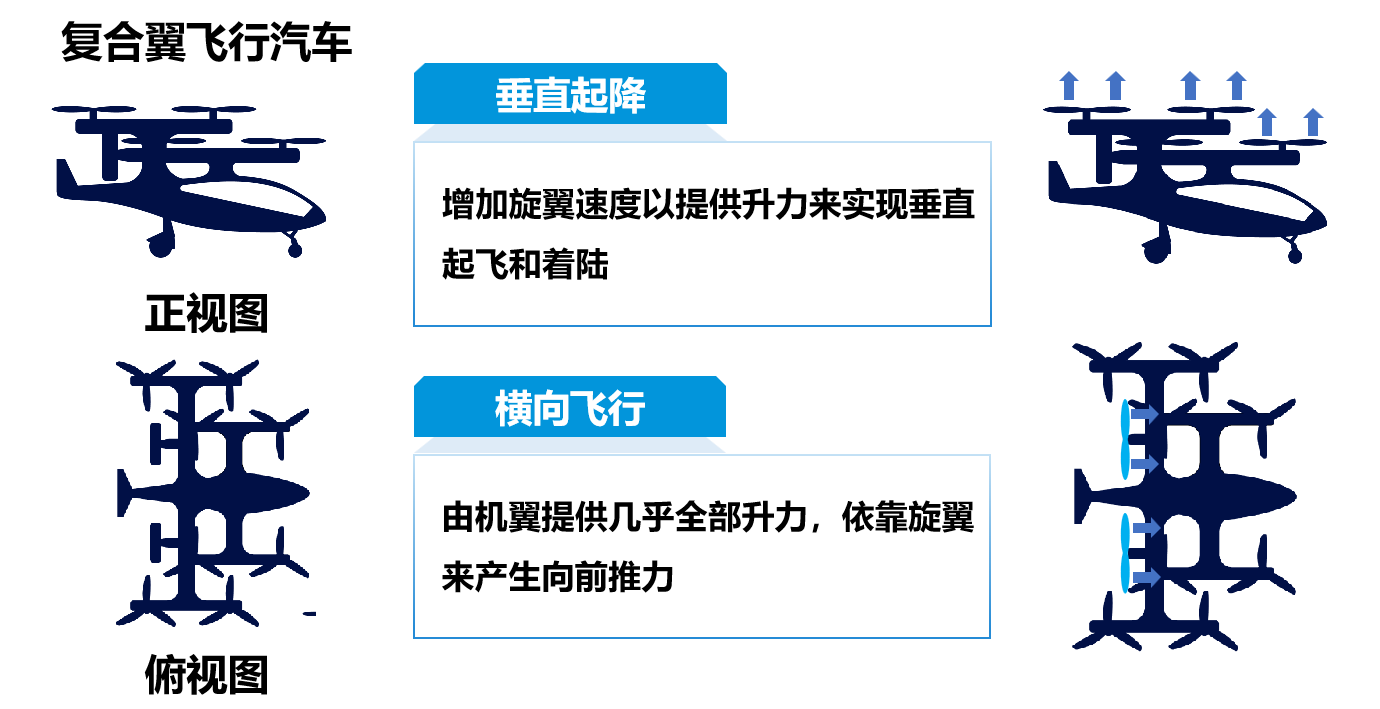 复合翼飞行汽车
正视图
俯视图
垂直起降
增加旋翼速度以提供升力来实现垂直
起飞和着陆
横向飞行
由机翼提供几乎全部升力，依靠旋翼
来产生向前推力